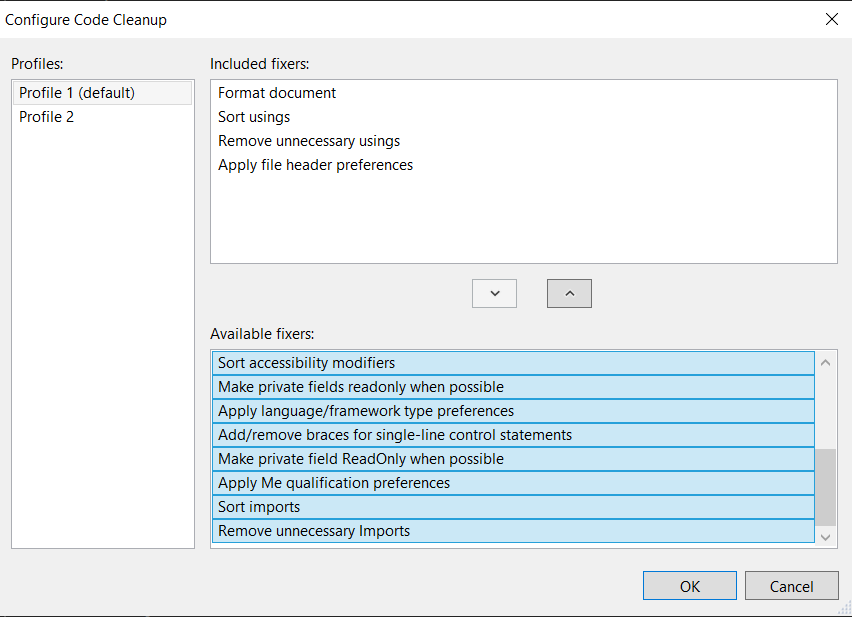 Configure Code Cleanup
Profiles:
Profile 1 (default)
Profile 2
Included fixers:
Format document
Sort usings
Remove unnecessary usings
Apply file header preferences
Available fixers:
Sort accessibility modifiers
Make private fields readonly when possible
Apply language/framework type preferences
Add/remove braces for single-line control statements
Make private field ReadOnly when possible
Apply Me qualification preferences
Sort imports
Remove unnecessary Imports
OK
Cancel